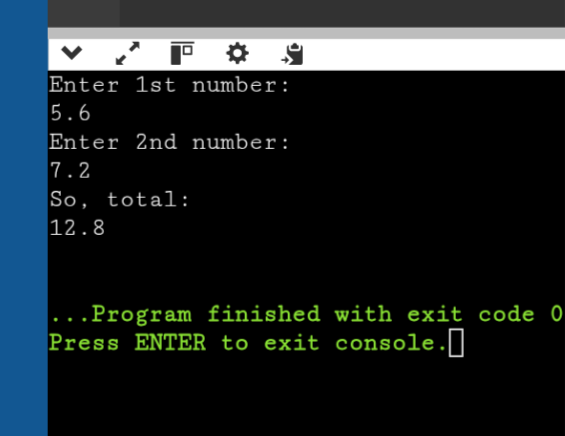 Enter 1st number:
5.6
Enter 2nd number:
7.2
So, total:
12.8
...Program finished with exit code 0
Press ENTER to exit console.